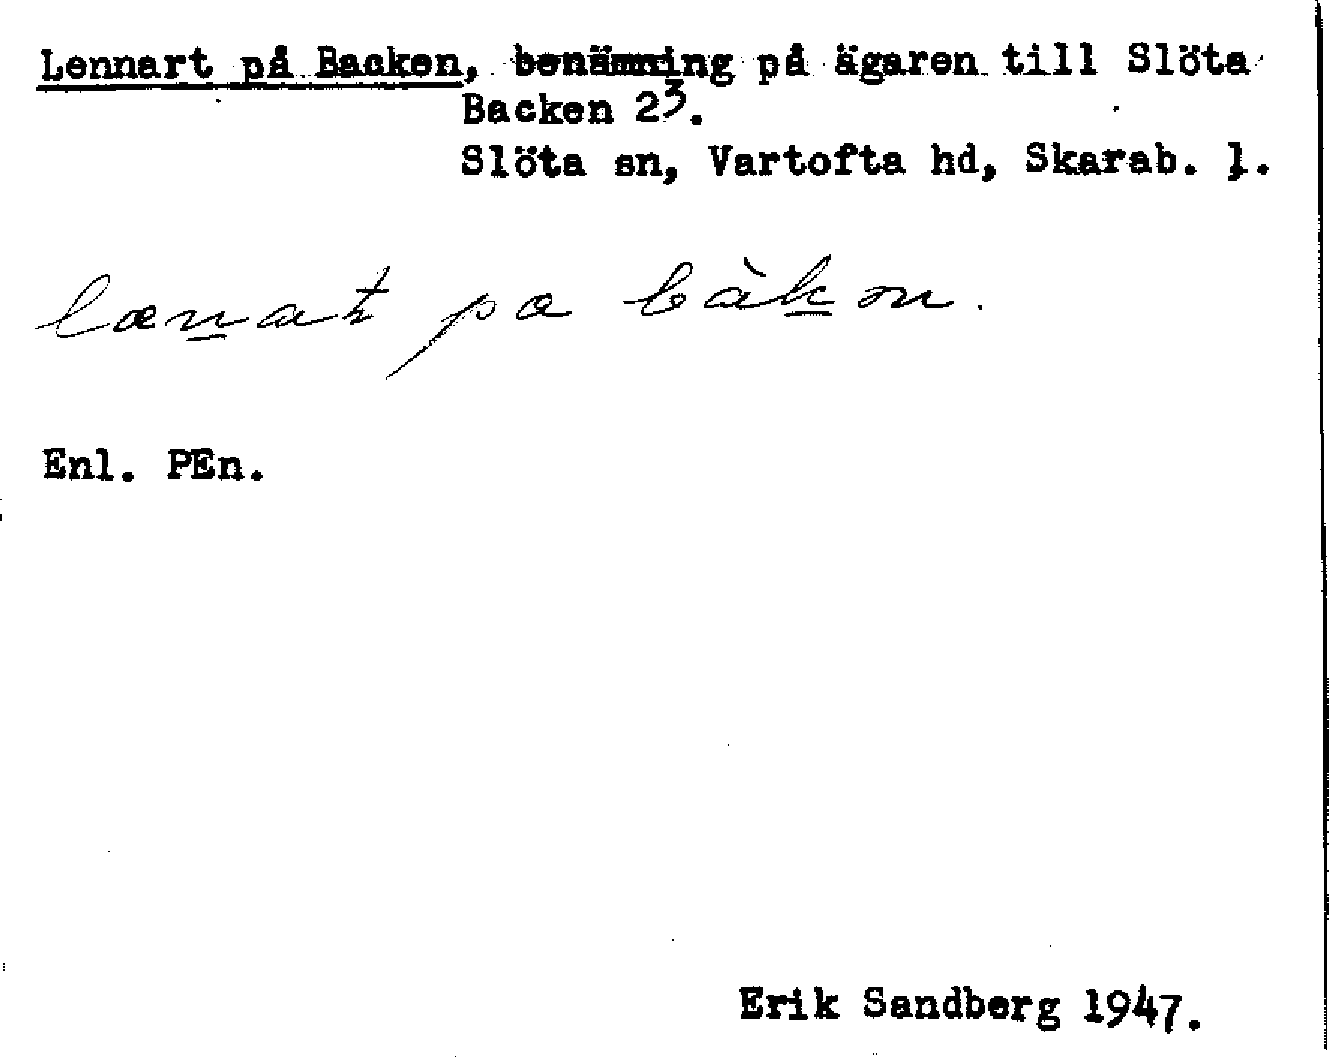 Lennart på Backen, benämning på ägaren till Slöta
Backen 2³.
Slöta sn, Vartofta hd, Skarab. l.
lænat pa bàkɷn.
Enl. PEn.
Erik Sandberg 1947.